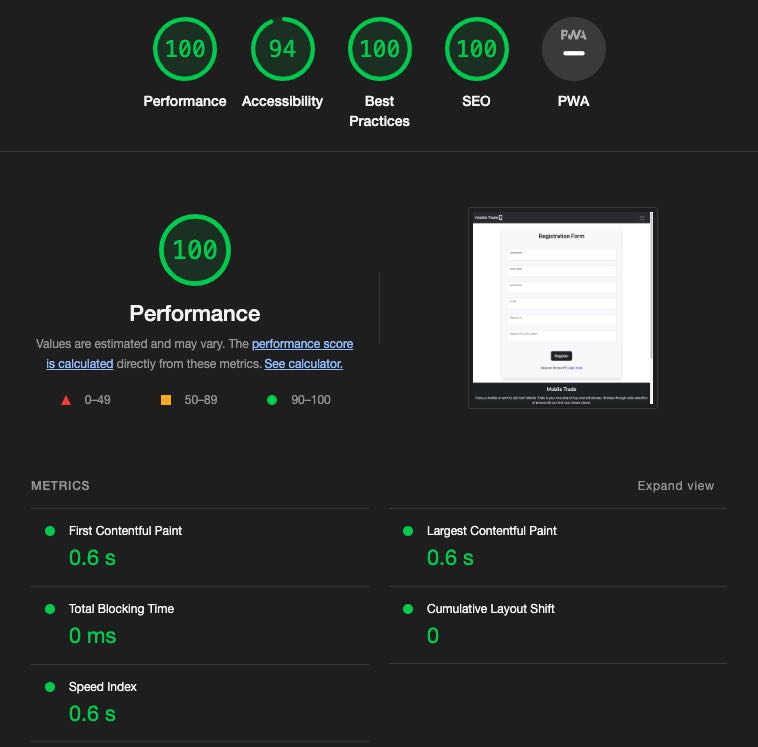 100
94
100
100
PWA
Performance
Accessibility
Best
Practices
SEO
PWA
100
Performance
Values are estimated and may vary. The performance score
is calculated directly from these metrics. See calculator.
0–49
50–89
90–100
Mobile Trade
Registration Form
Register
Login here
Mobile Trade
METRICS
Expand view
First Contentful Paint
0.6 s
Largest Contentful Paint
0.6 s
Total Blocking Time
0 ms
Cumulative Layout Shift
0
Speed Index
0.6 s